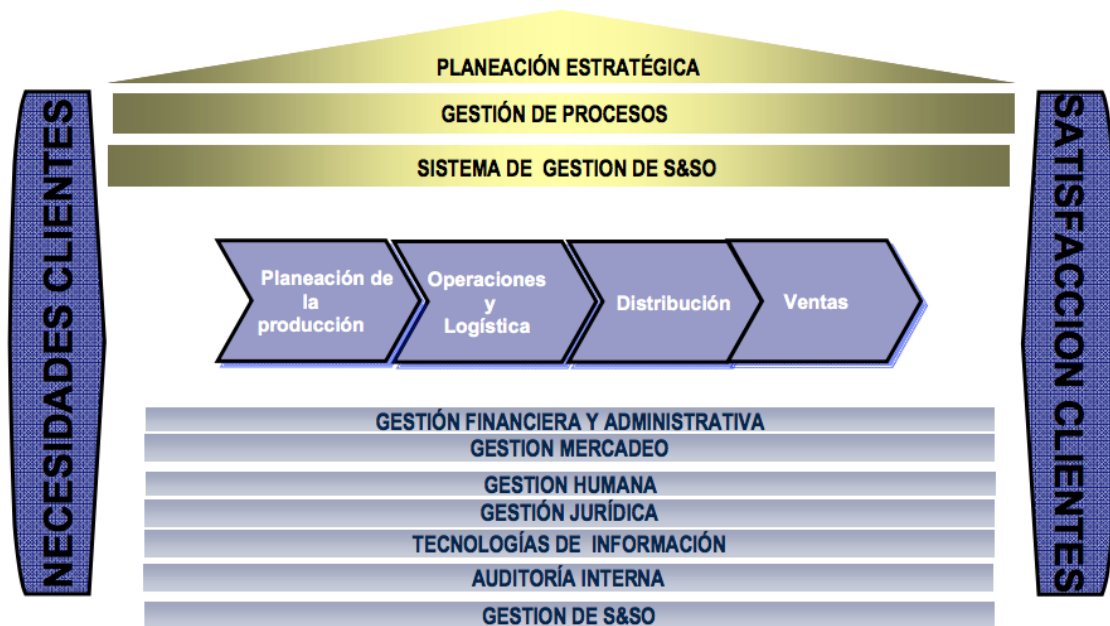 PLANEACIÓN ESTRATÉGICA
GESTIÓN DE PROCESOS
SISTEMA DE GESTION DE S&SO
NECESIDADES CLIENTES
Planeación de
la
producción
Operaciones
y
Logística
Distribución
Ventas
SATISFACCION CLIENTES
GESTIÓN FINANCIERA Y ADMINISTRATIVA
GESTION MERCADEO
GESTION HUMANA
GESTIÓN JURÍDICA
TECNOLOGÍAS DE INFORMACIÓN
AUDITORÍA INTERNA
GESTION DE S&SO